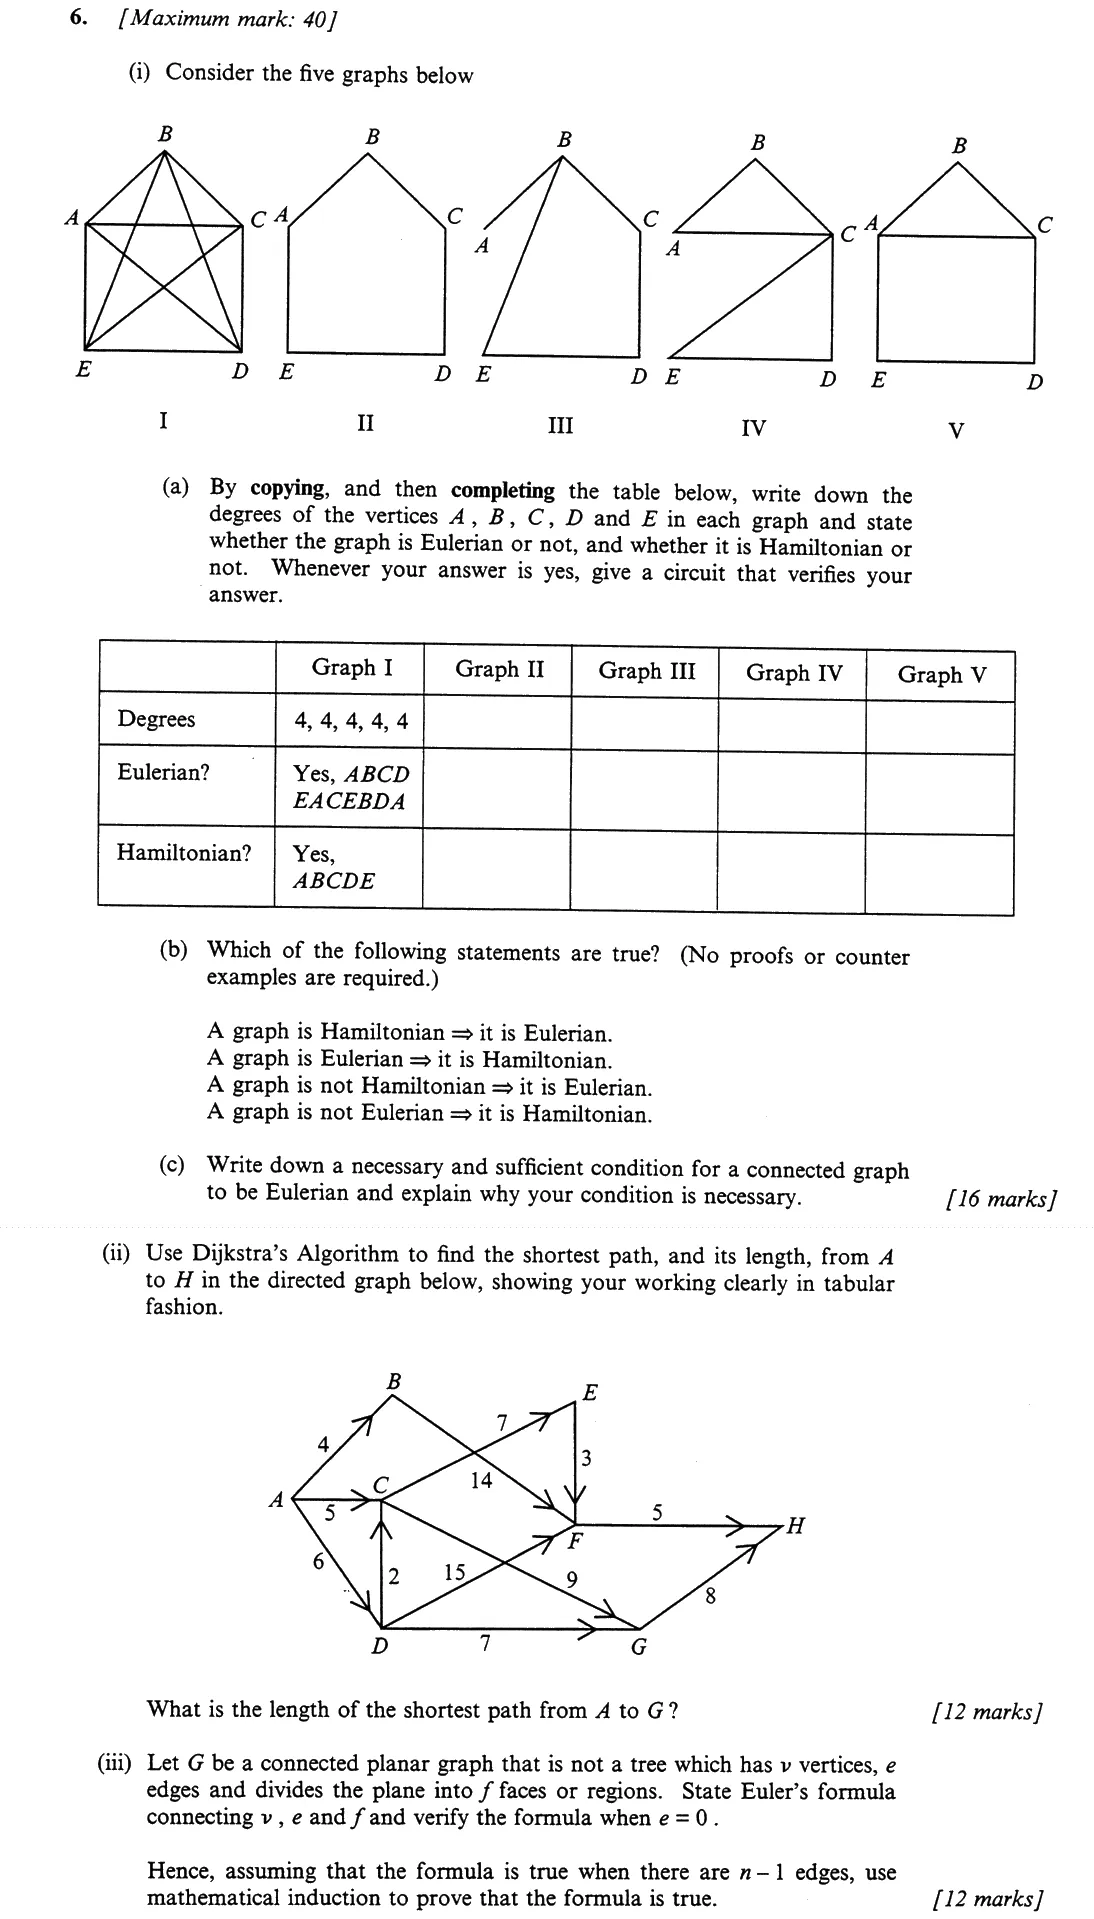 6. [Maximum mark: 40]
(i) Consider the five graphs below
B B B B B
A C A C C C A C
A A
E D E D E D E D E D
I II III IV V
(a) By copying, and then completing the table below, write down the
degrees of the vertices A , B , C , D and E in each graph and state
whether the graph is Eulerian or not, and whether it is Hamiltonian or
not. Whenever your answer is yes, give a circuit that verifies your
answer.
Graph I Graph II Graph III Graph IV Graph V
Degrees 4, 4, 4, 4, 4
Eulerian? Yes, ABCD
EACEBDA
Hamiltonian? Yes,
ABCDE
(b) Which of the following statements are true? (No proofs or counter
examples are required.)
A graph is Hamiltonian ⇒ it is Eulerian.
A graph is Eulerian ⇒ it is Hamiltonian.
A graph is not Hamiltonian ⇒ it is Eulerian.
A graph is not Eulerian ⇒ it is Hamiltonian.
(c) Write down a necessary and sufficient condition for a connected graph
to be Eulerian and explain why your condition is necessary. [16 marks]
(ii) Use Dijkstra's Algorithm to find the shortest path, and its length, from A
to H in the directed graph below, showing your working clearly in tabular
fashion.
B E
7
4 3
C 14
A 5 5 H
F
6 2 15 9
8
D 7 G
What is the length of the shortest path from A to G ? [12 marks]
(iii) Let G be a connected planar graph that is not a tree which has ν vertices, e
edges and divides the plane into f faces or regions. State Euler's formula
connecting ν , e and f and verify the formula when e = 0 .
Hence, assuming that the formula is true when there are n – 1 edges, use
mathematical induction to prove that the formula is true. [12 marks]